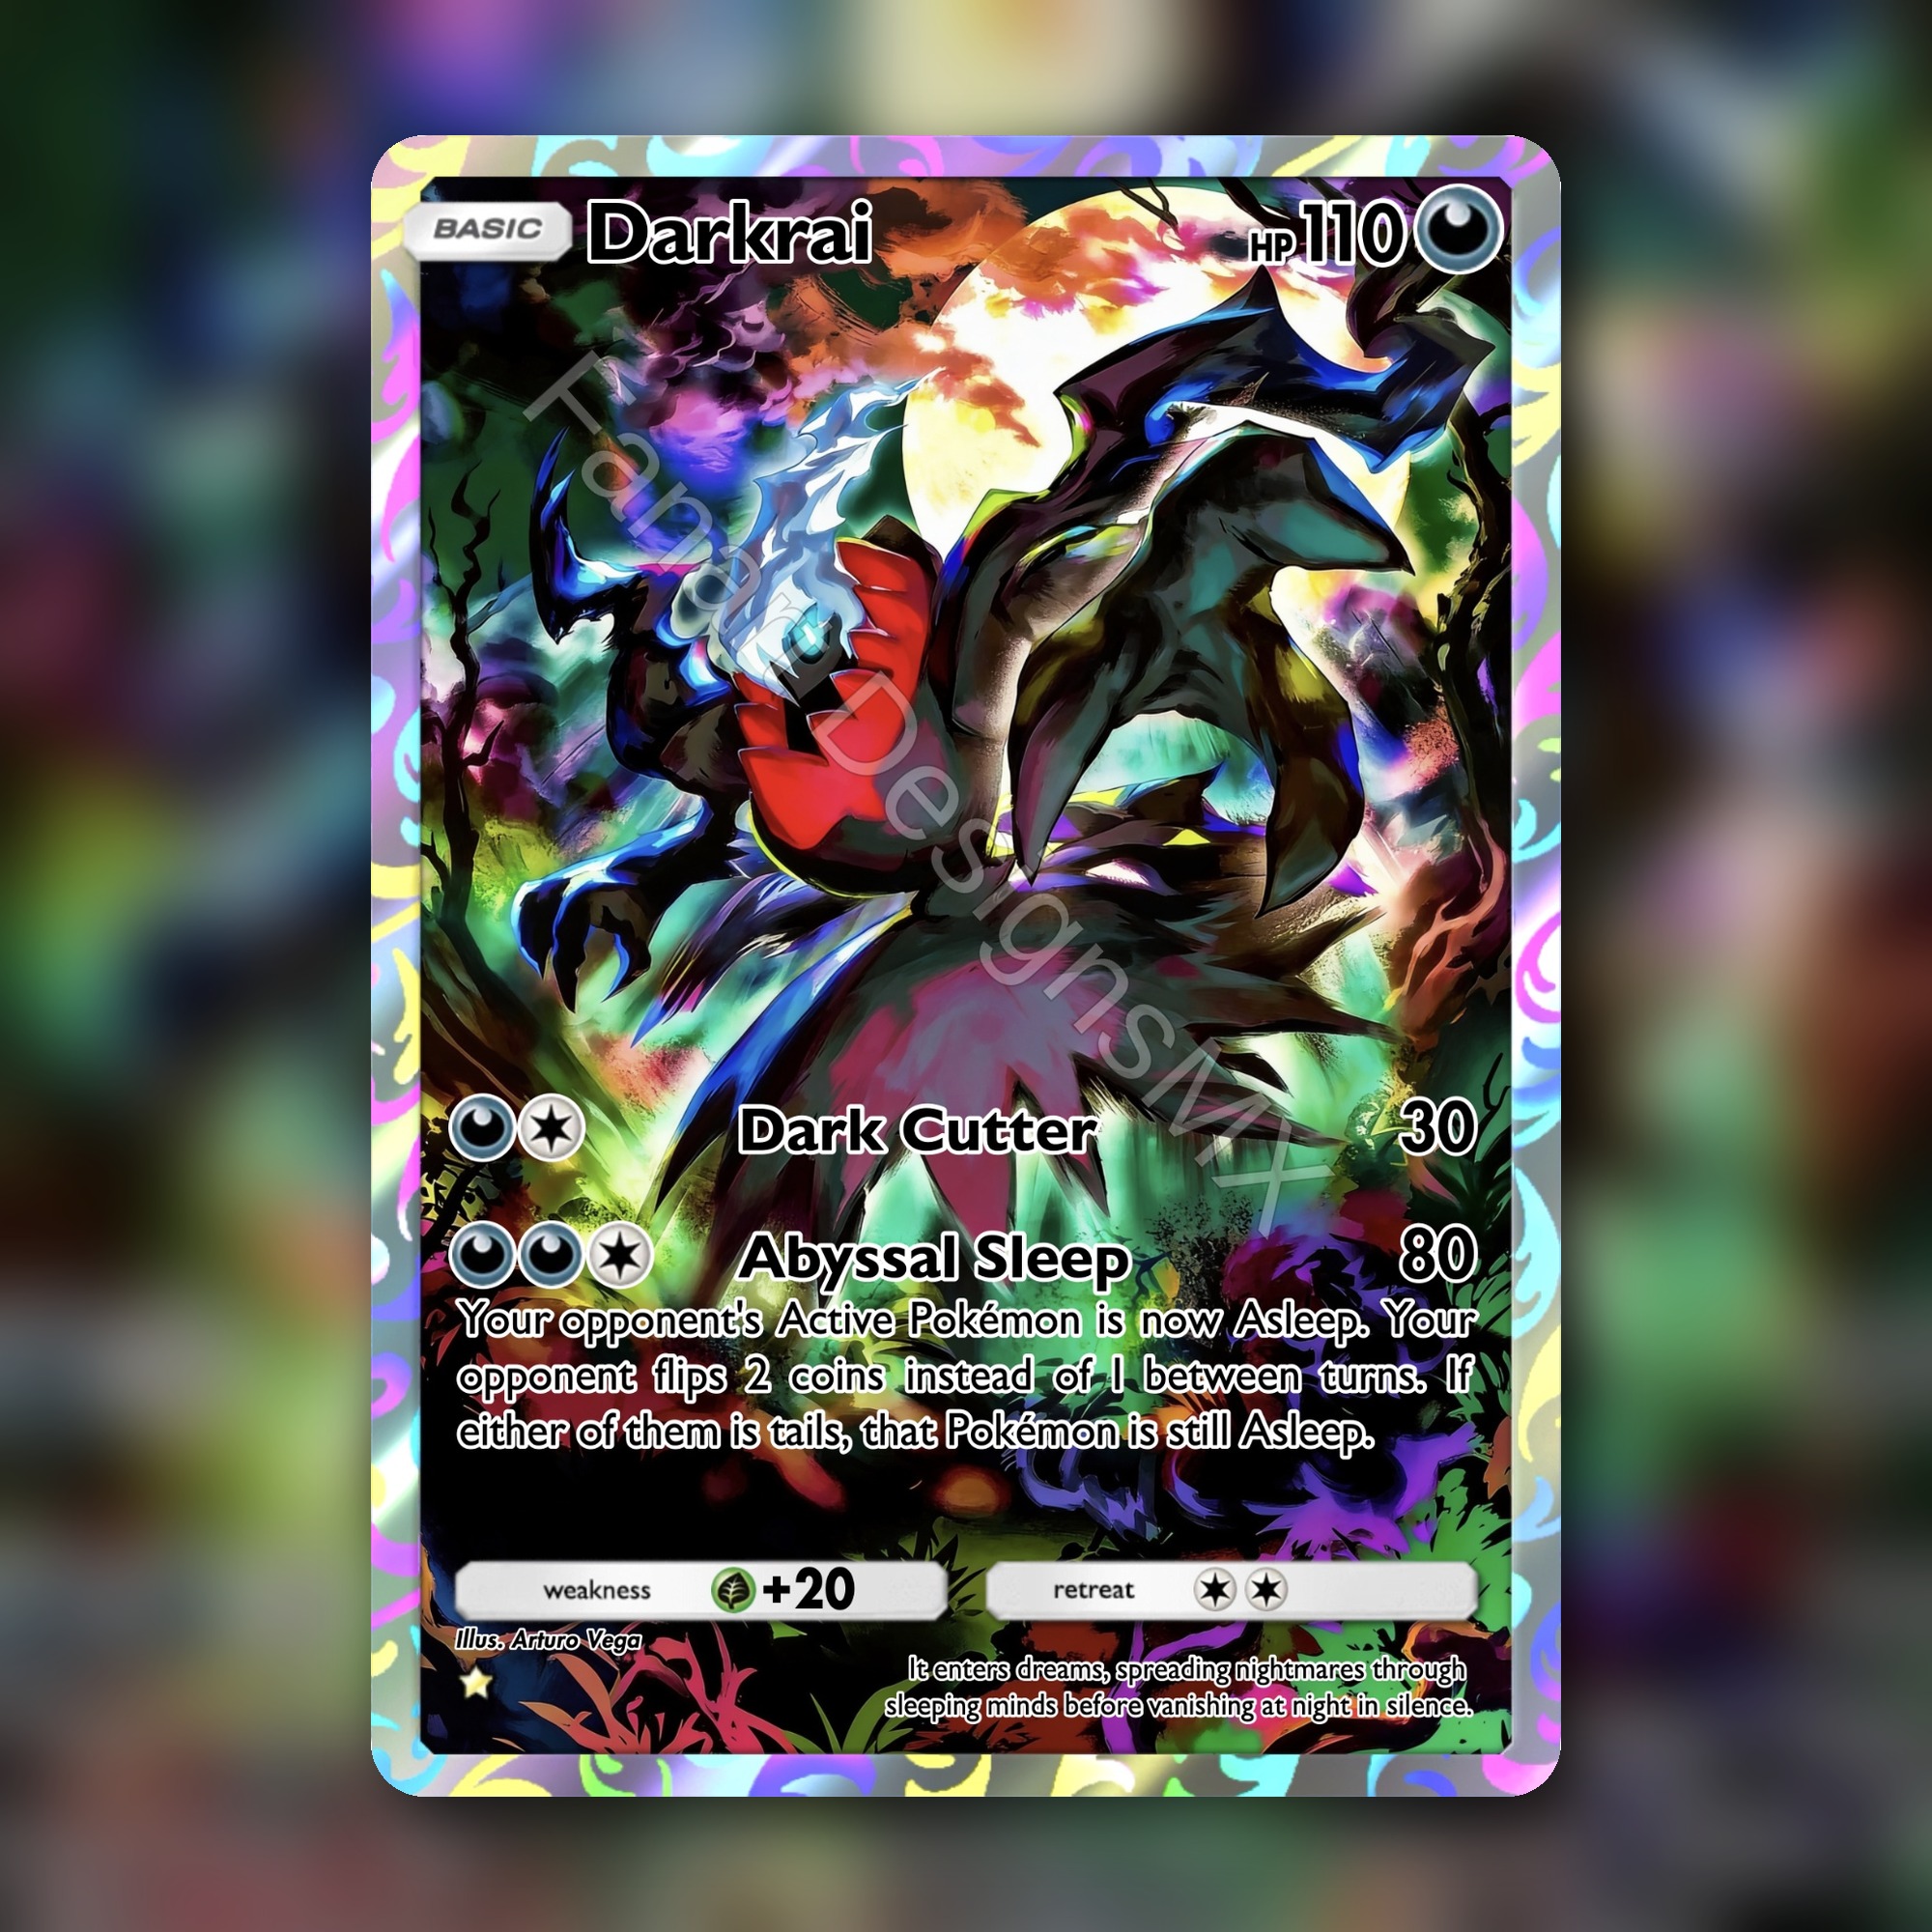 BASIC Darkrai HP 110
Dark Cutter 30
Abyssal Sleep 80
Your opponent's Active Pokémon is now Asleep. Your
opponent flips 2 coins instead of 1 between turns. If
either of them is tails, that Pokémon is still Asleep.
weakness +20 retreat
Illus. Arturo Vega
It enters dreams, spreading nightmares through
sleeping minds before vanishing at night in silence.